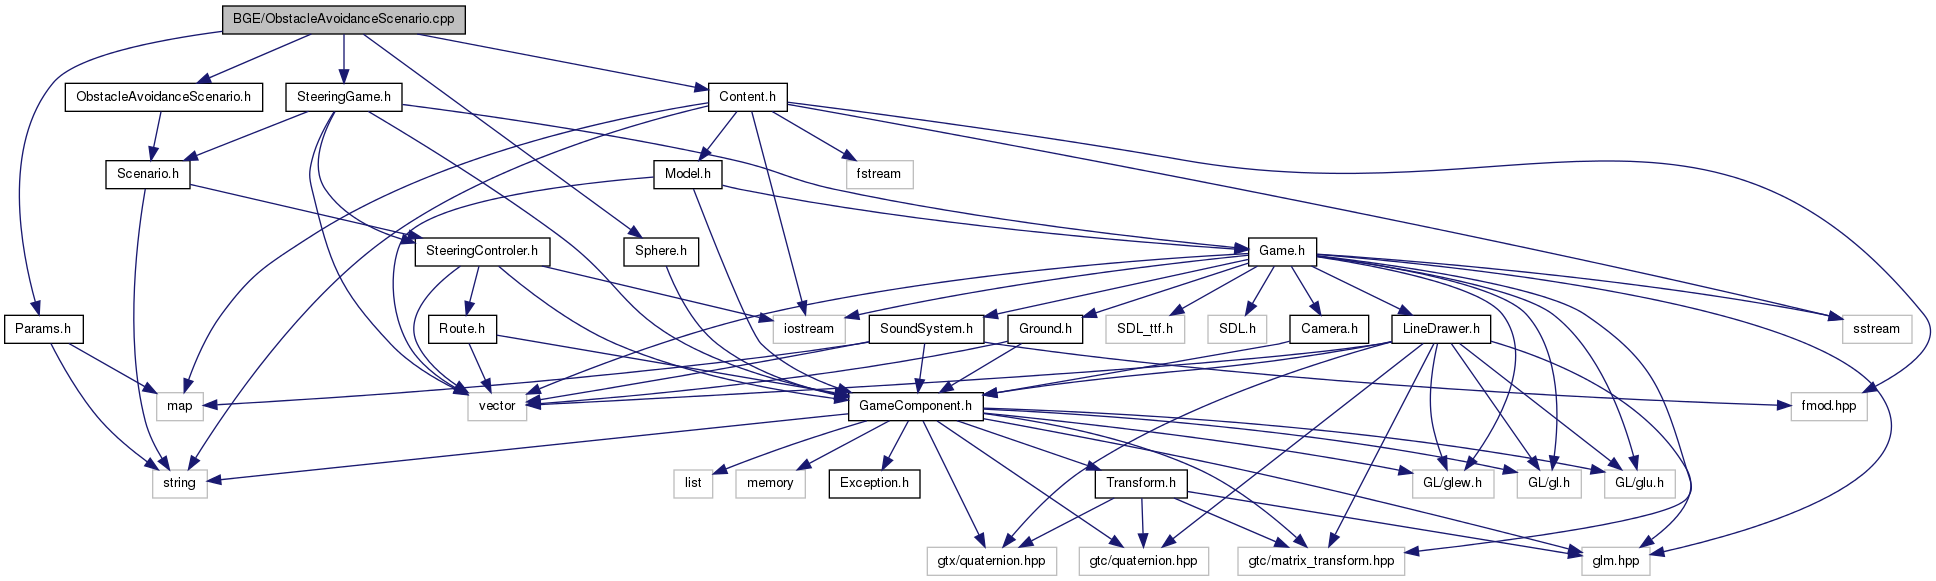 BGE/ObstacleAvoidanceScenario.cpp
ObstacleAvoidanceScenario.h
SteeringGame.h
Content.h
Scenario.h
Model.h
fstream
SteeringControler.h
Sphere.h
Game.h
Params.h
Route.h
iostream
SoundSystem.h
Ground.h
SDL_ttf.h
SDL.h
Camera.h
LineDrawer.h
sstream
map
vector
GameComponent.h
fmod.hpp
string
list
memory
Exception.h
Transform.h
GL/glew.h
GL/gl.h
GL/glu.h
gtx/quaternion.hpp
gtc/quaternion.hpp
gtc/matrix_transform.hpp
glm.hpp